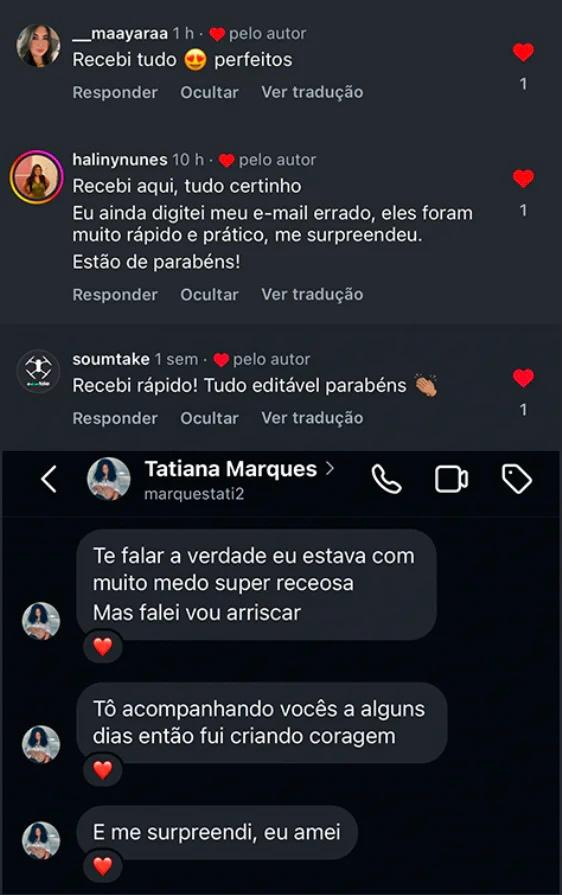 __maayaraa 1 h · ❤️ pelo autor
Recebi tudo 😍 perfeitos
1
Responder Ocultar Ver tradução
halinynunes 10 h · ❤️ pelo autor
Recebi aqui, tudo certinho
1
Eu ainda digitei meu e-mail errado, eles foram
muito rápido e prático, me surpreendeu.
Estão de parabéns!
Responder Ocultar Ver tradução
soumtake 1 sem · ❤️ pelo autor
Recebi rápido! Tudo editável parabéns 👏🏽
1
Responder Ocultar Ver tradução
Tatiana Marques >
marquestati2
Te falar a verdade eu estava com
muito medo super receosa
Mas falei vou arriscar
❤️
Tô acompanhando vocês a alguns
dias então fui criando coragem
❤️
E me surpreendi, eu amei
❤️